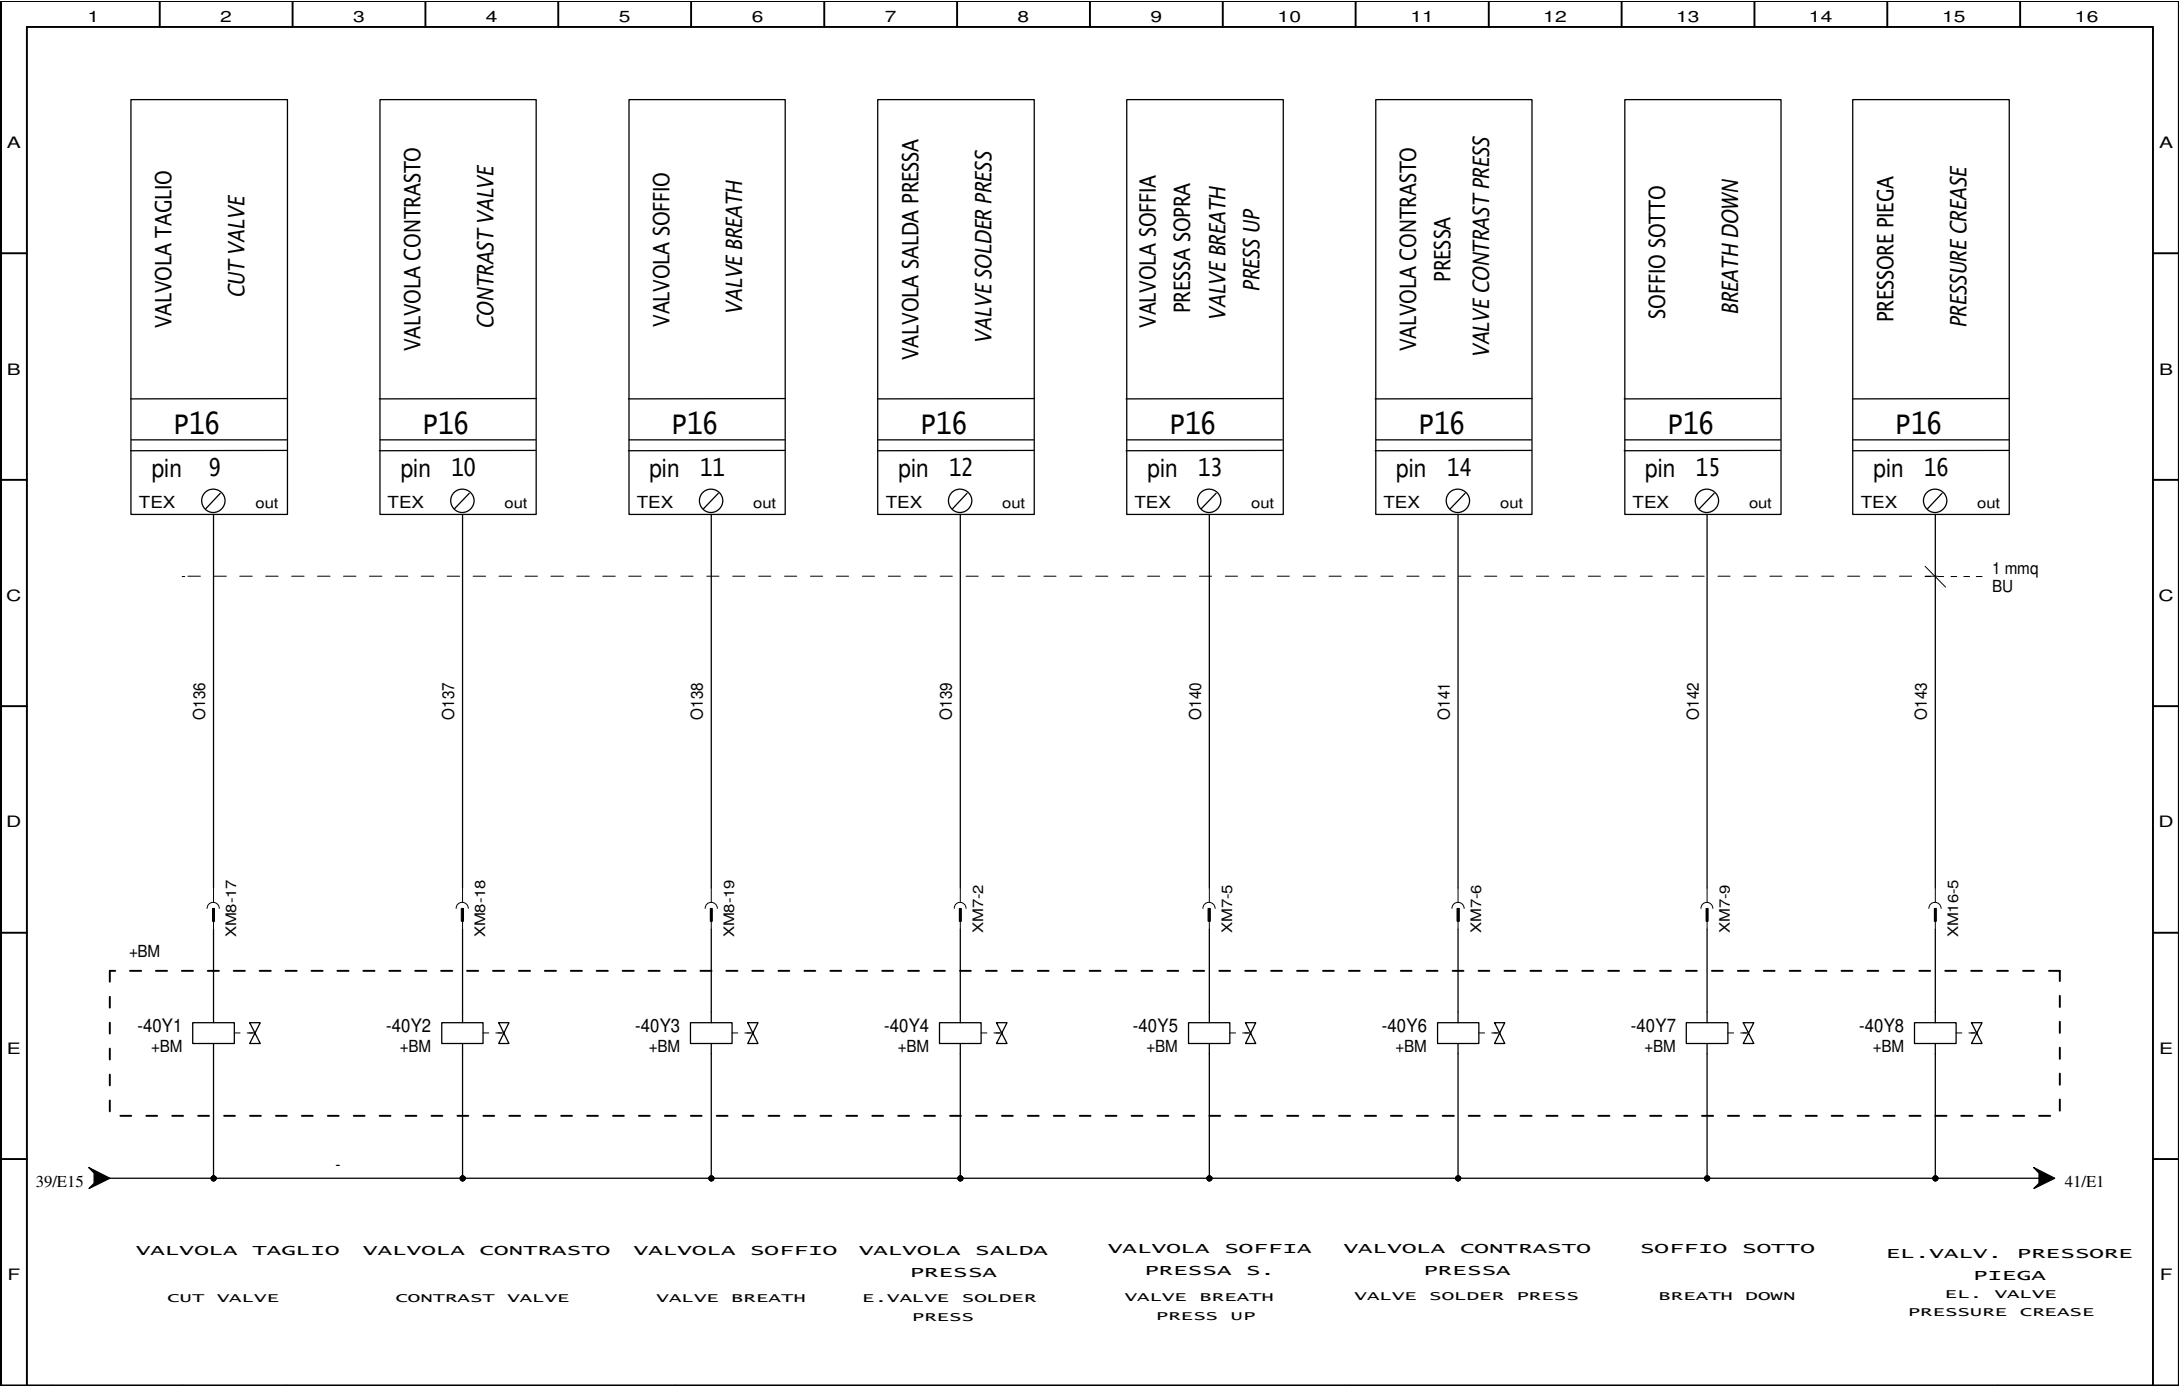 1 2 3 4 5 6 7 8 9 10 11 12 13 14 15 16
A
B
C
D
E
F
A
B
C
D
E
F
VALVOLA TAGLIO
CUT VALVE
P16
pin 9
TEX out
VALVOLA CONTRASTO
CONTRAST VALVE
P16
pin 10
TEX out
VALVOLA SOFFIO
VALVE BREATH
P16
pin 11
TEX out
VALVOLA SALDA PRESSA
VALVE SOLDER PRESS
P16
pin 12
TEX out
VALVOLA SOFFIA
PRESSA SOPRA
VALVE BREATH
PRESS UP
P16
pin 13
TEX out
VALVOLA CONTRASTO
PRESSA
VALVE CONTRAST PRESS
P16
pin 14
TEX out
SOFFIO SOTTO
BREATH DOWN
P16
pin 15
TEX out
PRESSORE PIEGA
PRESSURE CREASE
P16
pin 16
TEX out
1 mmq
BU
O136
O137
O138
O139
O140
O141
O142
O143
XM8-17
XM8-18
XM8-19
XM7-2
XM7-5
XM7-6
XM7-9
XM16-5
+BM
-40Y1
+BM
-40Y2
+BM
-40Y3
+BM
-40Y4
+BM
-40Y5
+BM
-40Y6
+BM
-40Y7
+BM
-40Y8
+BM
-
39/E15
41/E1
VALVOLA TAGLIO
CUT VALVE
VALVOLA CONTRASTO
CONTRAST VALVE
VALVOLA SOFFIO
VALVE BREATH
VALVOLA SALDA
PRESSA
E.VALVE SOLDER
PRESS
VALVOLA SOFFIA
PRESSA S.
VALVE BREATH
PRESS UP
VALVOLA CONTRASTO
PRESSA
VALVE SOLDER PRESS
SOFFIO SOTTO
BREATH DOWN
EL.VALV. PRESSORE
PIEGA
EL. VALVE
PRESSURE CREASE